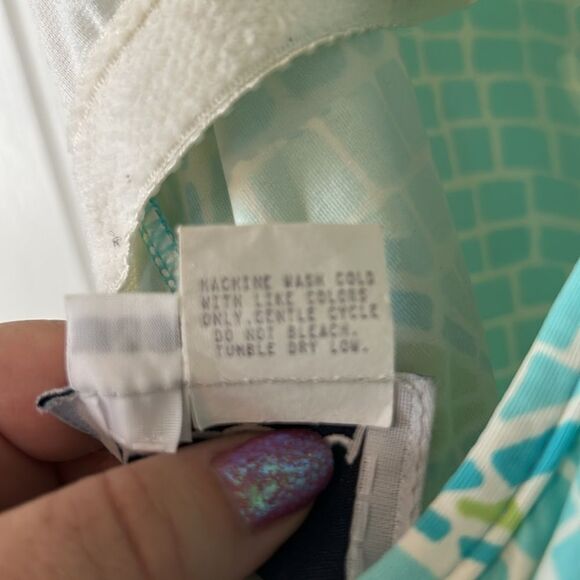 MACHINE WASH COLD
WITH LIKE COLORS
ONLY. GENTLE CYCLE
DO NOT BLEACH.
TUMBLE DRY LOW.